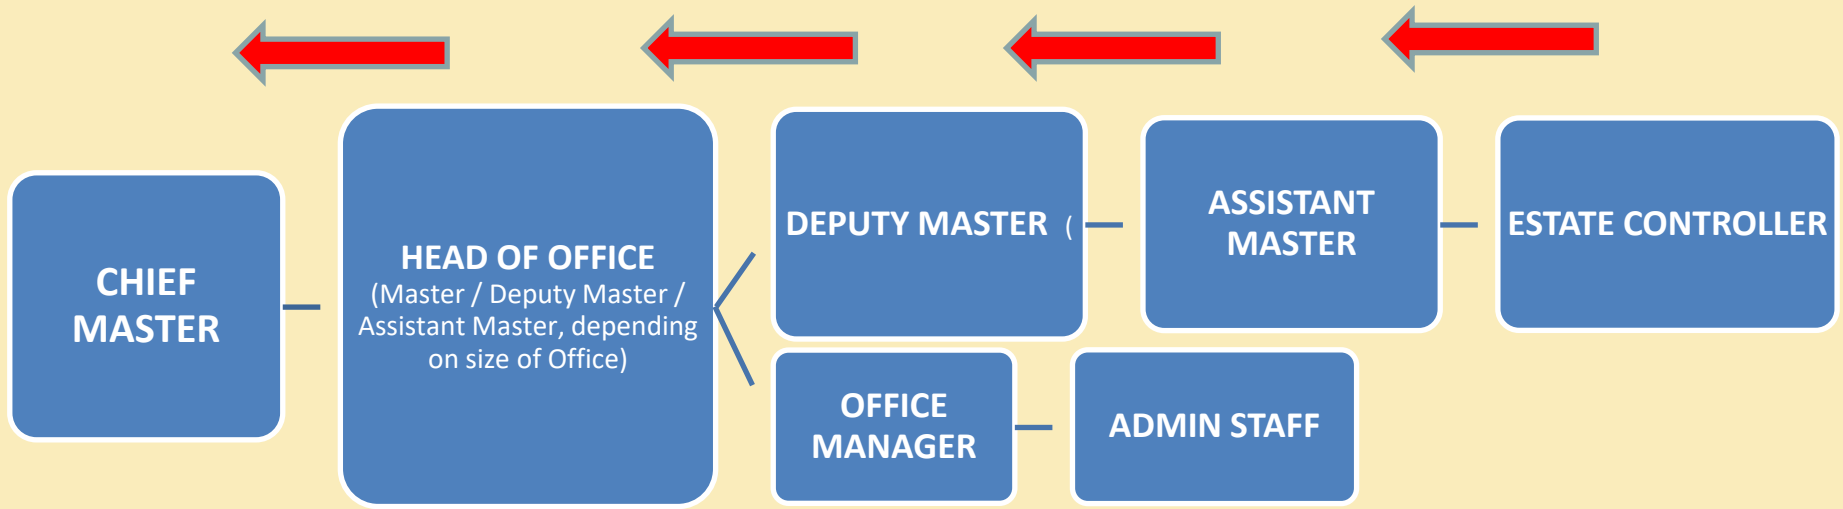 CHIEF
MASTER
HEAD OF OFFICE
(Master / Deputy Master /
Assistant Master, depending
on size of Office)
DEPUTY MASTER (
ASSISTANT
MASTER
ESTATE CONTROLLER
OFFICE
MANAGER
ADMIN STAFF